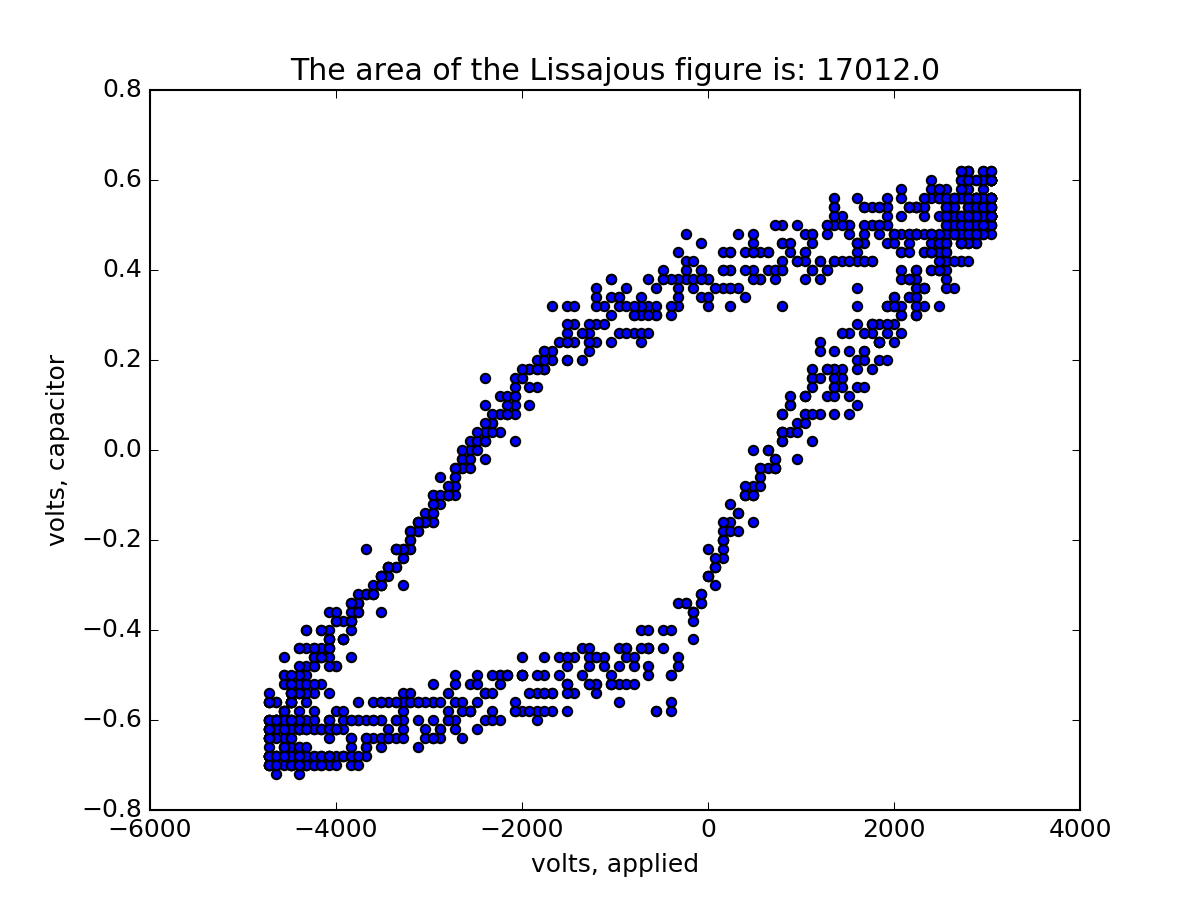 The area of the Lissajous figure is: 17012.0
0.8
0.6
0.4
0.2
0.0
−0.2
−0.4
−0.6
−0.8
volts, capacitor
−6000 −4000 −2000 0 2000 4000
volts, applied